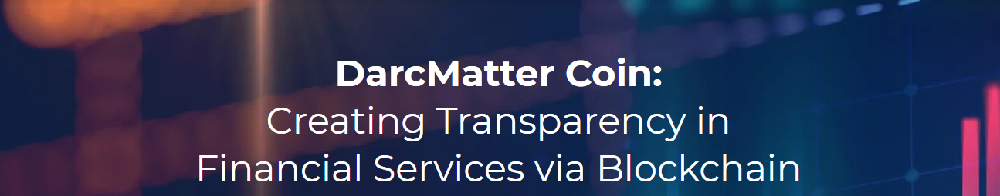 DarcMatter Coin:
Creating Transparency in
Financial Services via Blockchain